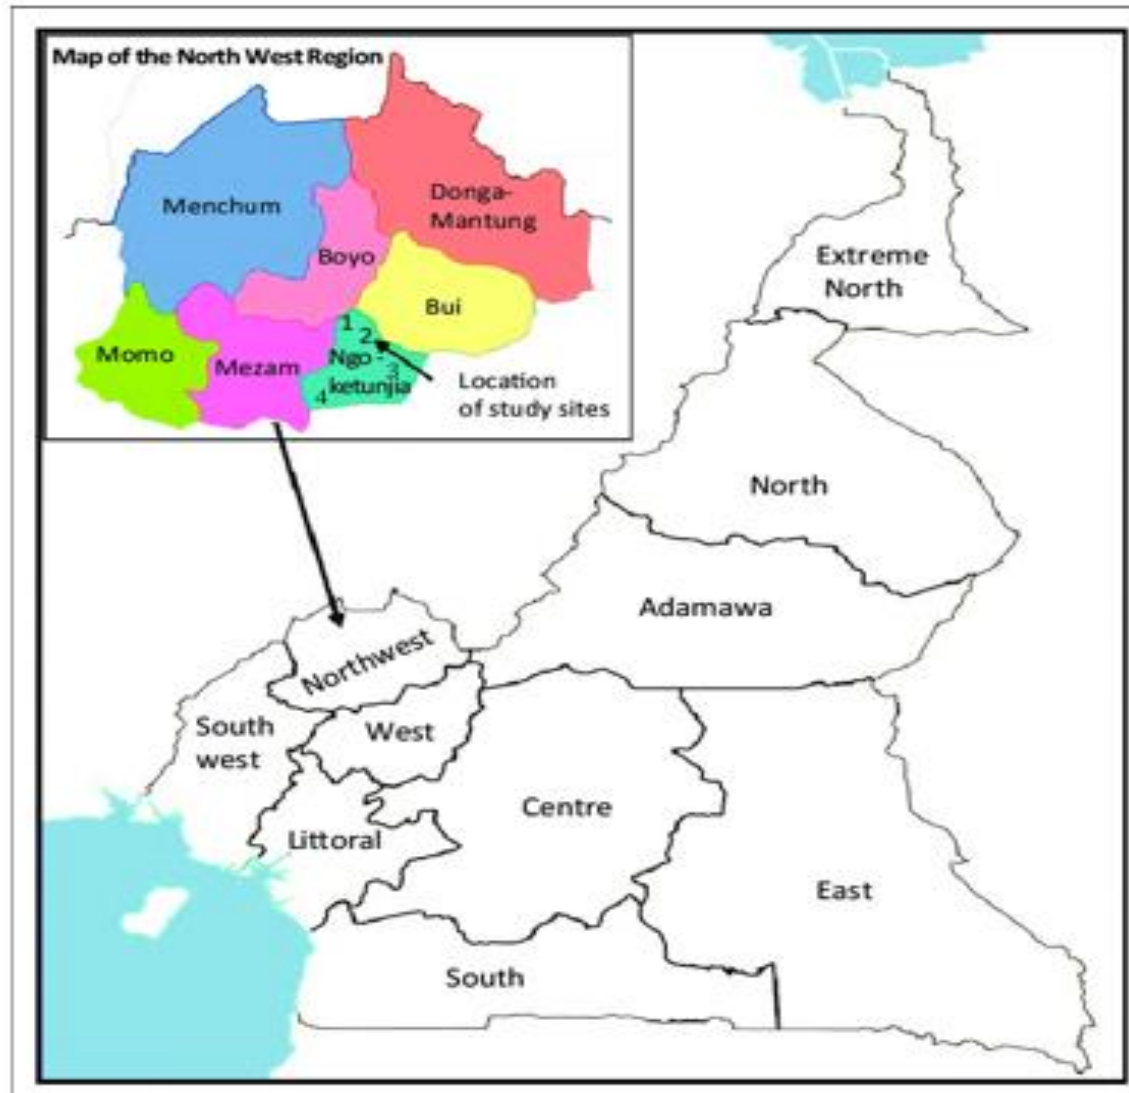 Map of the North West Region
Menchum
Donga-
Mantung
Boyo
Bui
Momo
Mezam
1
2
Ngo -
3
ketunjia
4
Location
of study sites
Extreme
North
North
Adamawa
Northwest
West
South
west
Littoral
Centre
East
South